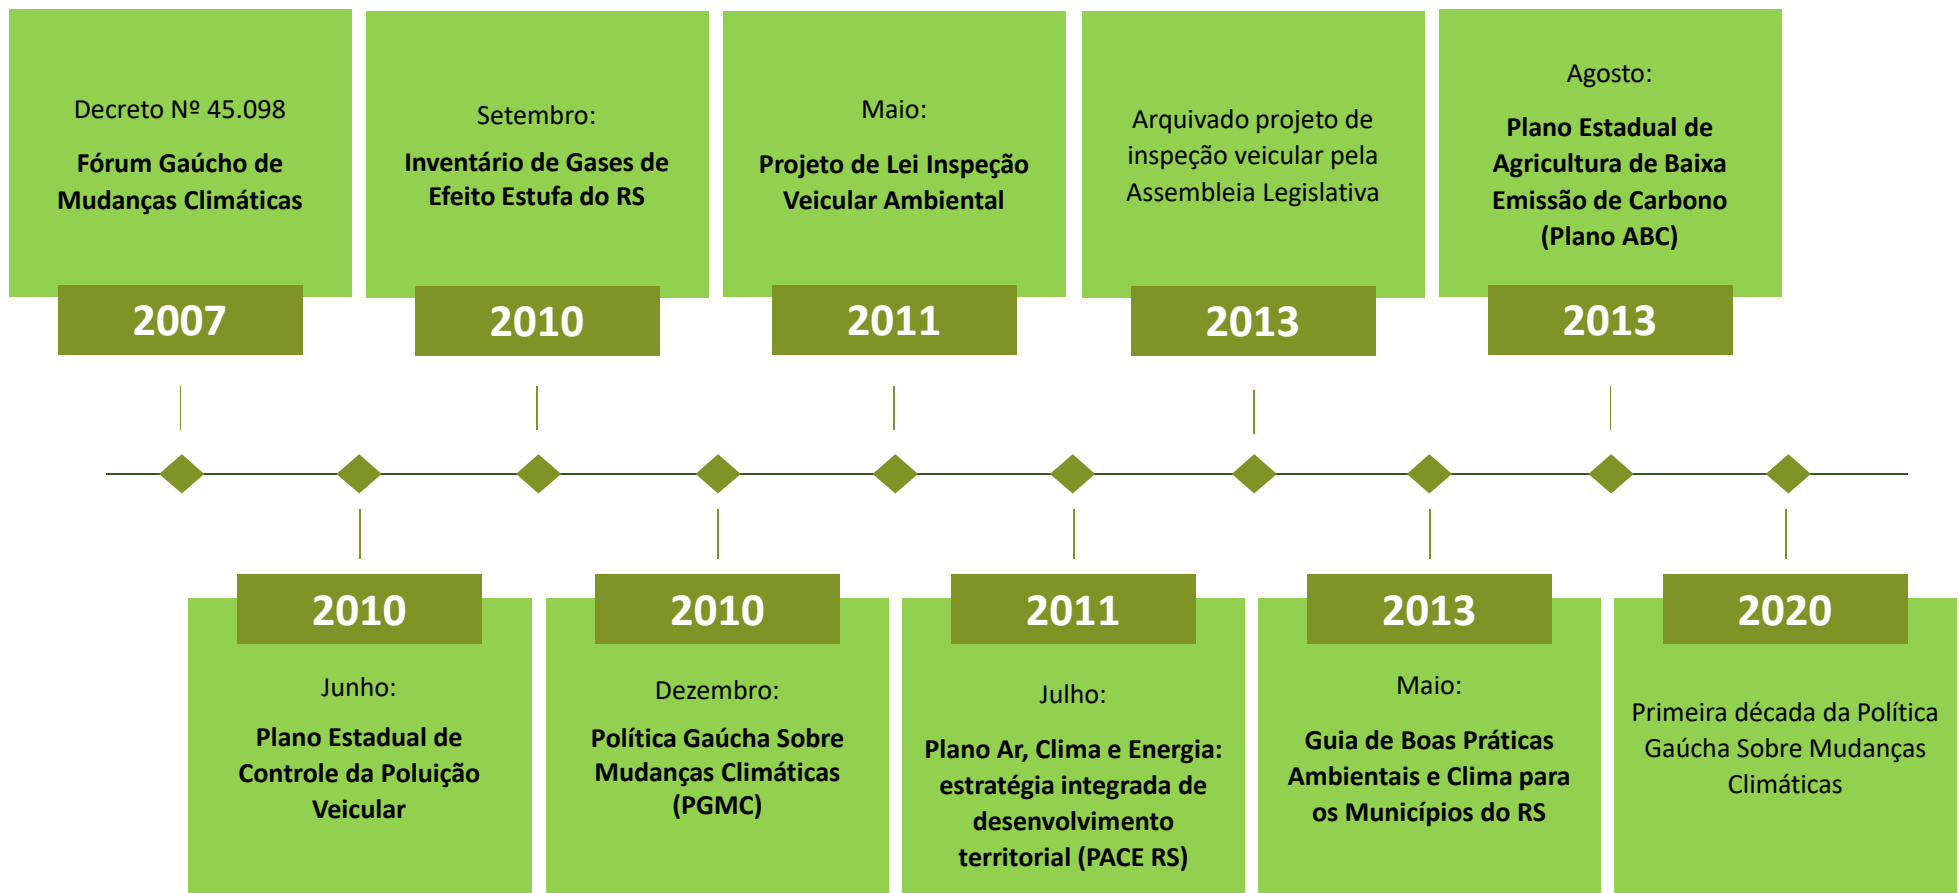 Decreto Nº 45.098
Fórum Gaúcho de
Mudanças Climáticas
2007
Setembro:
Inventário de Gases de
Efeito Estufa do RS
2010
Maio:
Projeto de Lei Inspeção
Veicular Ambiental
2011
Arquivado projeto de
inspeção veicular pela
Assembleia Legislativa
2013
Agosto:
Plano Estadual de
Agricultura de Baixa
Emissão de Carbono
(Plano ABC)
2013
2010
Junho:
Plano Estadual de
Controle da Poluição
Veicular
2010
Dezembro:
Política Gaúcha Sobre
Mudanças Climáticas
(PGMC)
2011
Julho:
Plano Ar, Clima e Energia:
estratégia integrada de
desenvolvimento
territorial (PACE RS)
2013
Maio:
Guia de Boas Práticas
Ambientais e Clima para
os Municípios do RS
2020
Primeira década da Política
Gaúcha Sobre Mudanças
Climáticas